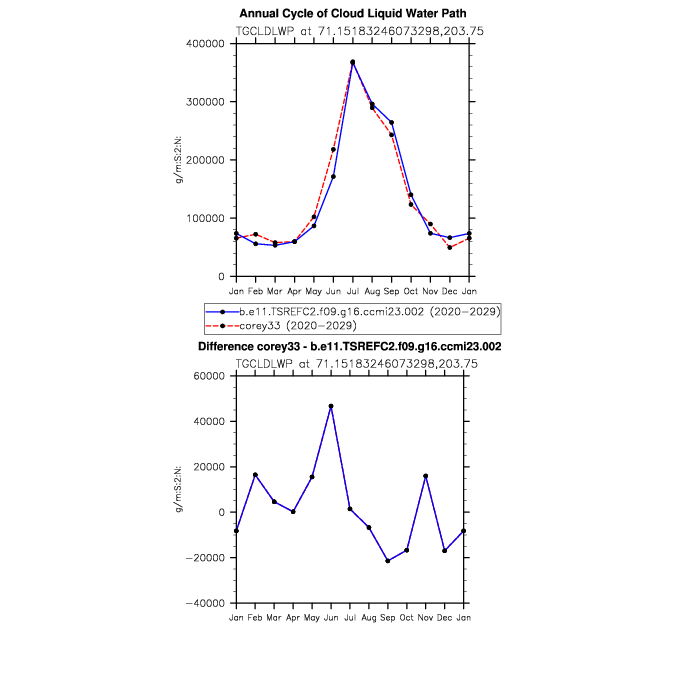 Annual Cycle of Cloud Liquid Water Path
TGCLDLWP at 71.15183246073298,203.75
400000
300000
200000
100000
0
g/m:S:2:N:
Jan Feb Mar Apr May Jun Jul Aug Sep Oct Nov Dec Jan
b.e11.TSREFC2.f09.g16.ccmi23.002 (2020-2029)
corey33 (2020-2029)
Difference corey33 - b.e11.TSREFC2.f09.g16.ccmi23.002
TGCLDLWP at 71.15183246073298,203.75
60000
40000
20000
0
-20000
-40000
g/m:S:2:N:
Jan Feb Mar Apr May Jun Jul Aug Sep Oct Nov Dec Jan